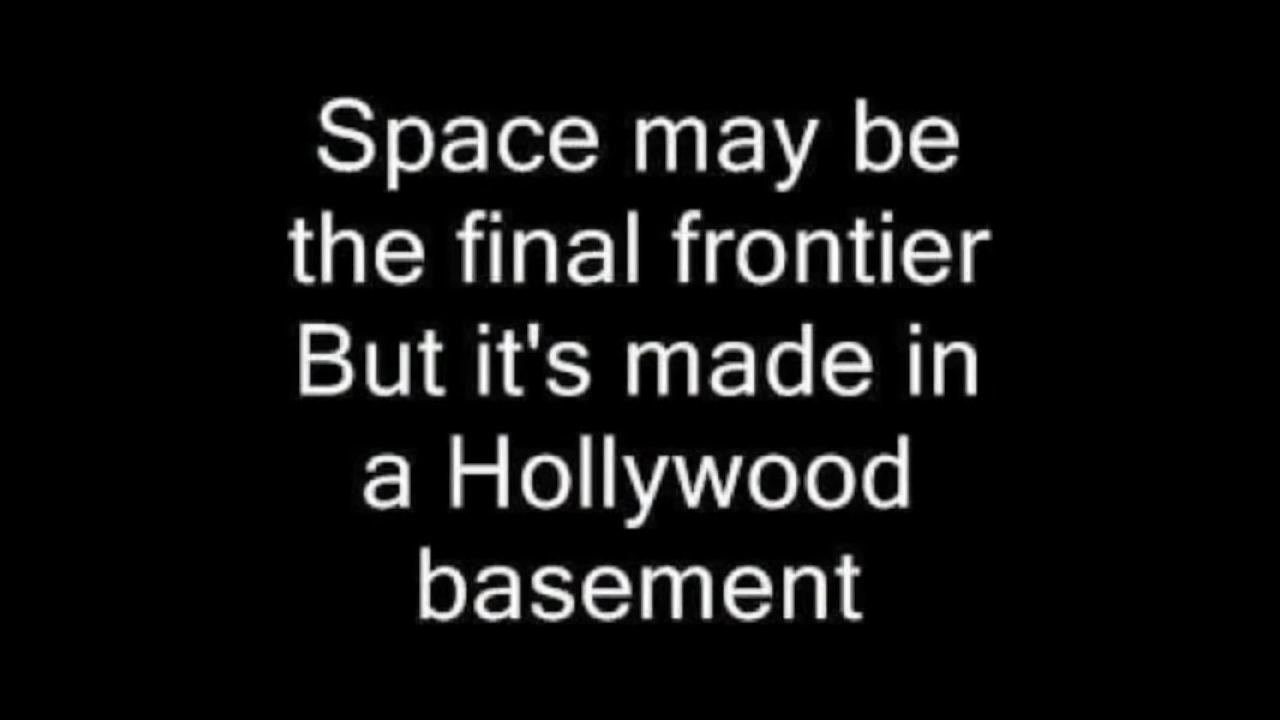 Space may be
the final frontier
But it's made in
a Hollywood
basement